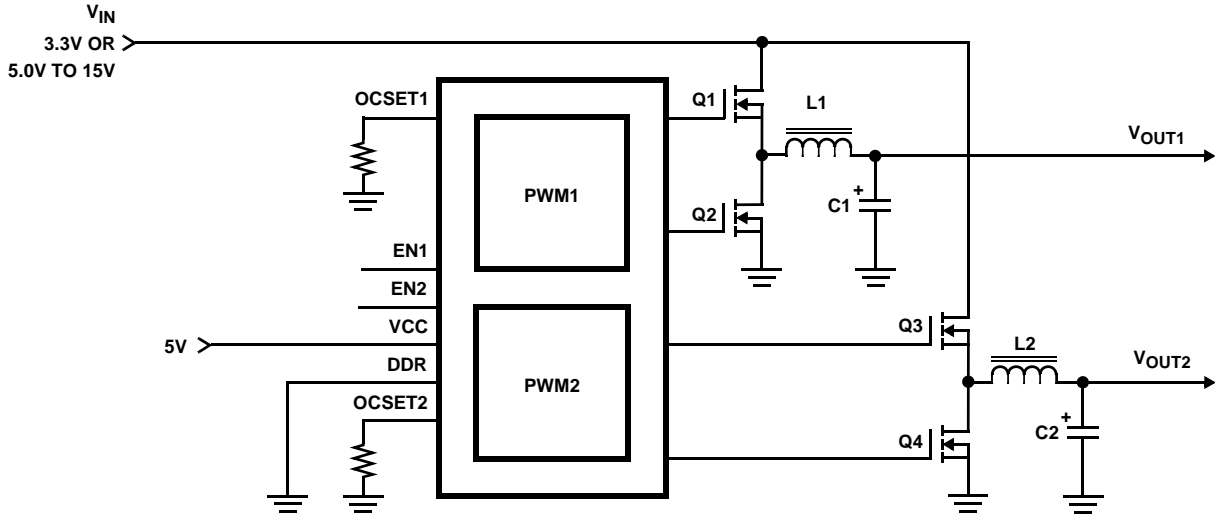 VIN
3.3V OR
5.0V TO 15V
OCSET1
Q1
L1
VOUT1
PWM1
+
C1
Q2
EN1
EN2
VCC
5V
Q3
L2
DDR
VOUT2
PWM2
OCSET2
+
C2
Q4